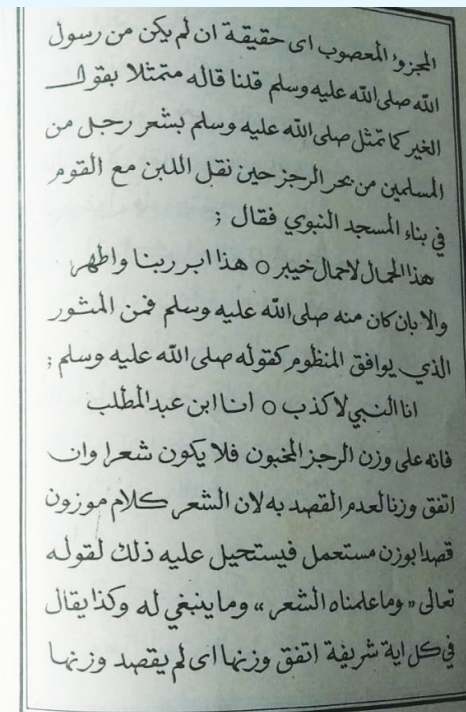 المجزوء المعصوب اى حقيقة ان لم يكن من رسول
الله صلى الله عليه وسلم قلنا قاله متمثلا بقول
الغير كما تمثل صلى الله عليه وسلم بشعر رجل من
المسلمين من بحر الرجز حين نقل اللبن مع القوم
في بناء المسجد النبوي فقال ;
هذا الحمال لاحمال خيبر ○ هذا ابر ربنا واطهر
والا بان كان منه صلى الله عليه وسلم فمن المنثور
الذي يوافق المنظوم كقوله صلى الله عليه وسلم ;
انا النبي لا كذب ○ انا ابن عبد المطلب
فانه على وزن الرجز المخبون فلا يكون شعرا وان
اتفق وزنا لعدم القصد به لان الشعر كلام موزون
قصدا بوزن مستعمل فيستحيل عليه ذلك لقوله
تعالى «وما علمناه الشعر» وما ينبغي له وكذا يقال
في كل اية شريفة اتفق وزنها اى لم يقصد وزنها